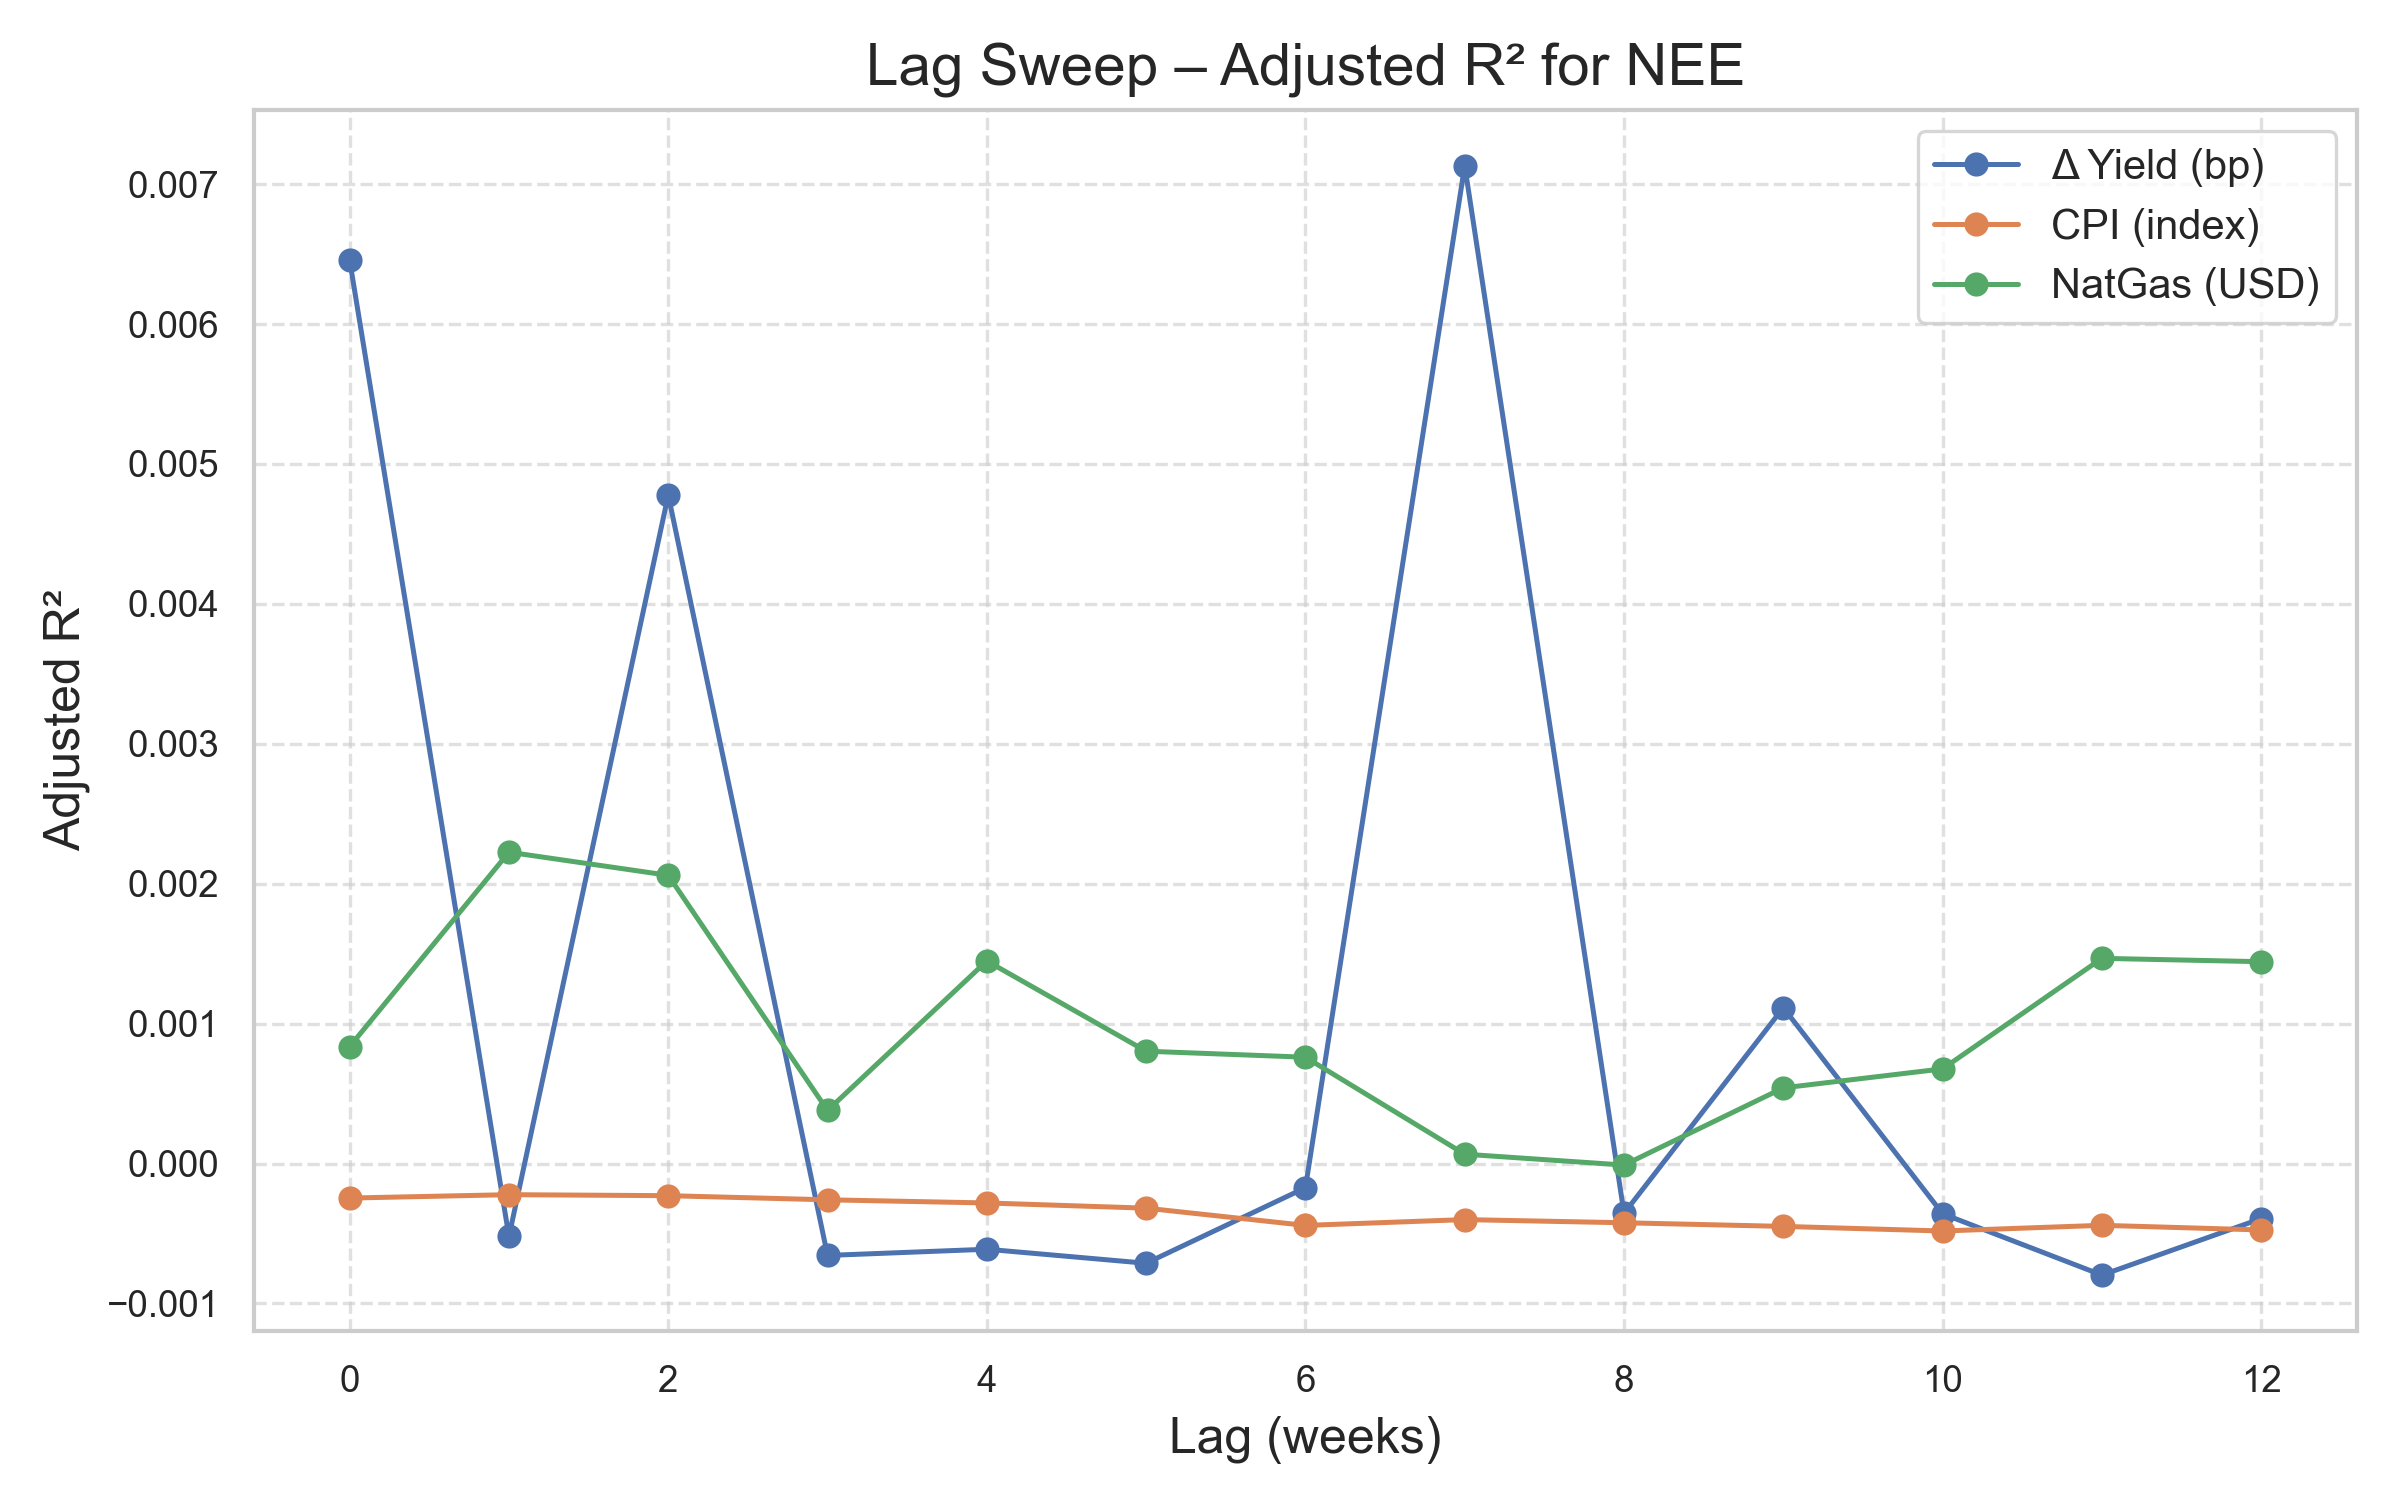 Lag Sweep – Adjusted R² for NEE
Δ Yield (bp)
CPI (index)
NatGas (USD)
Adjusted R²
0.007
0.006
0.005
0.004
0.003
0.002
0.001
0.000
−0.001
0 2 4 6 8 10 12
Lag (weeks)